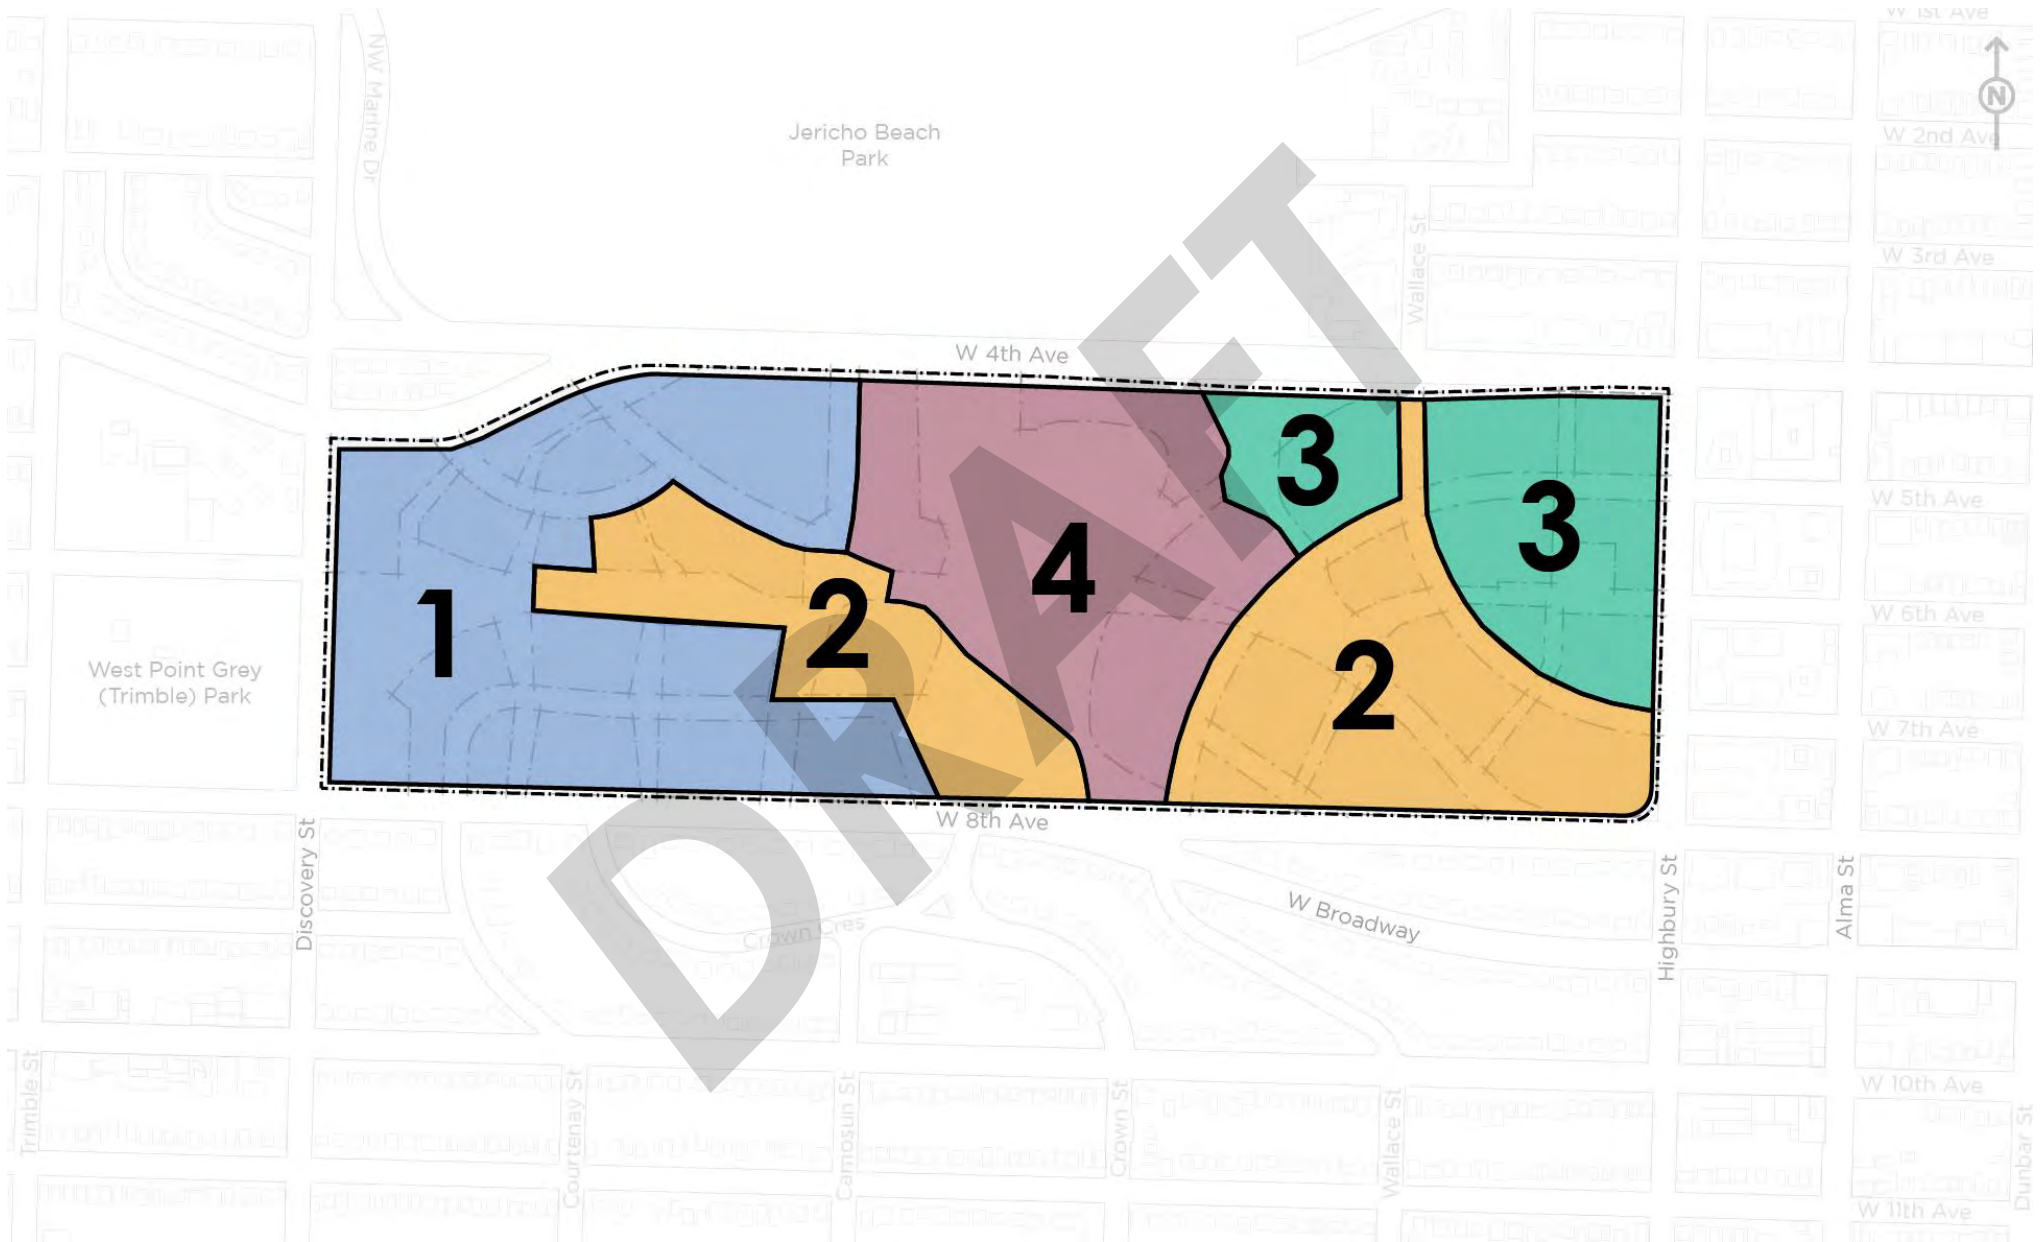 W 1st Ave
NW Marine Dr
N
Jericho Beach
Park
W 2nd Ave
Wallace St
W 3rd Ave
W 4th Ave
3
3
W 5th Ave
4
1
2
2
W 6th Ave
West Point Grey
(Trimble) Park
W 7th Ave
DRAFT
W 8th Ave
Discovery St
Crown Cres
W Broadway
Highbury St
Alma St
Trimble St
Courtenay St
Camosun St
Crown St
Wallace St
W 10th Ave
Dunbar St
W 11th Ave